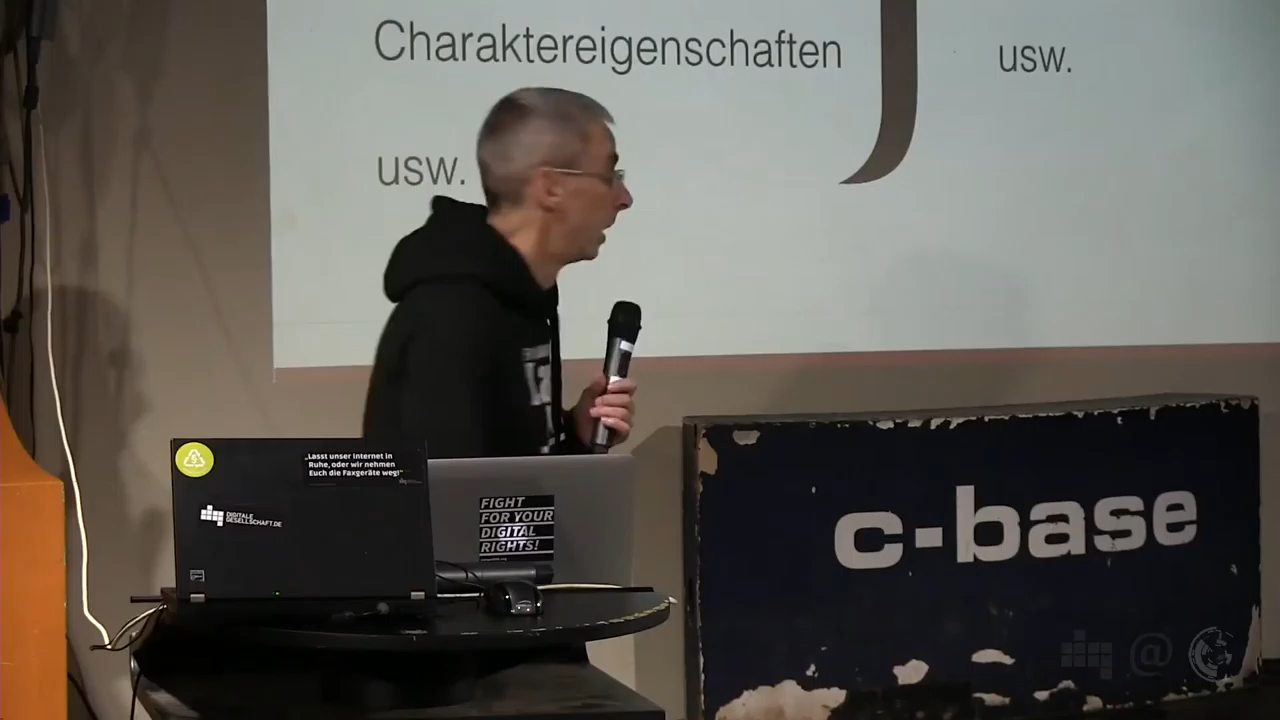 Charaktereigenschaften
usw.
usw.
„Lasst unser Internet in
Ruhe, oder wir nehmen
Euch die Faxgeräte weg!"
DIGITALE
GESELLSCHAFT.DE
FIGHT
FOR YOUR
DIGITAL
RIGHTS!
c-base
@